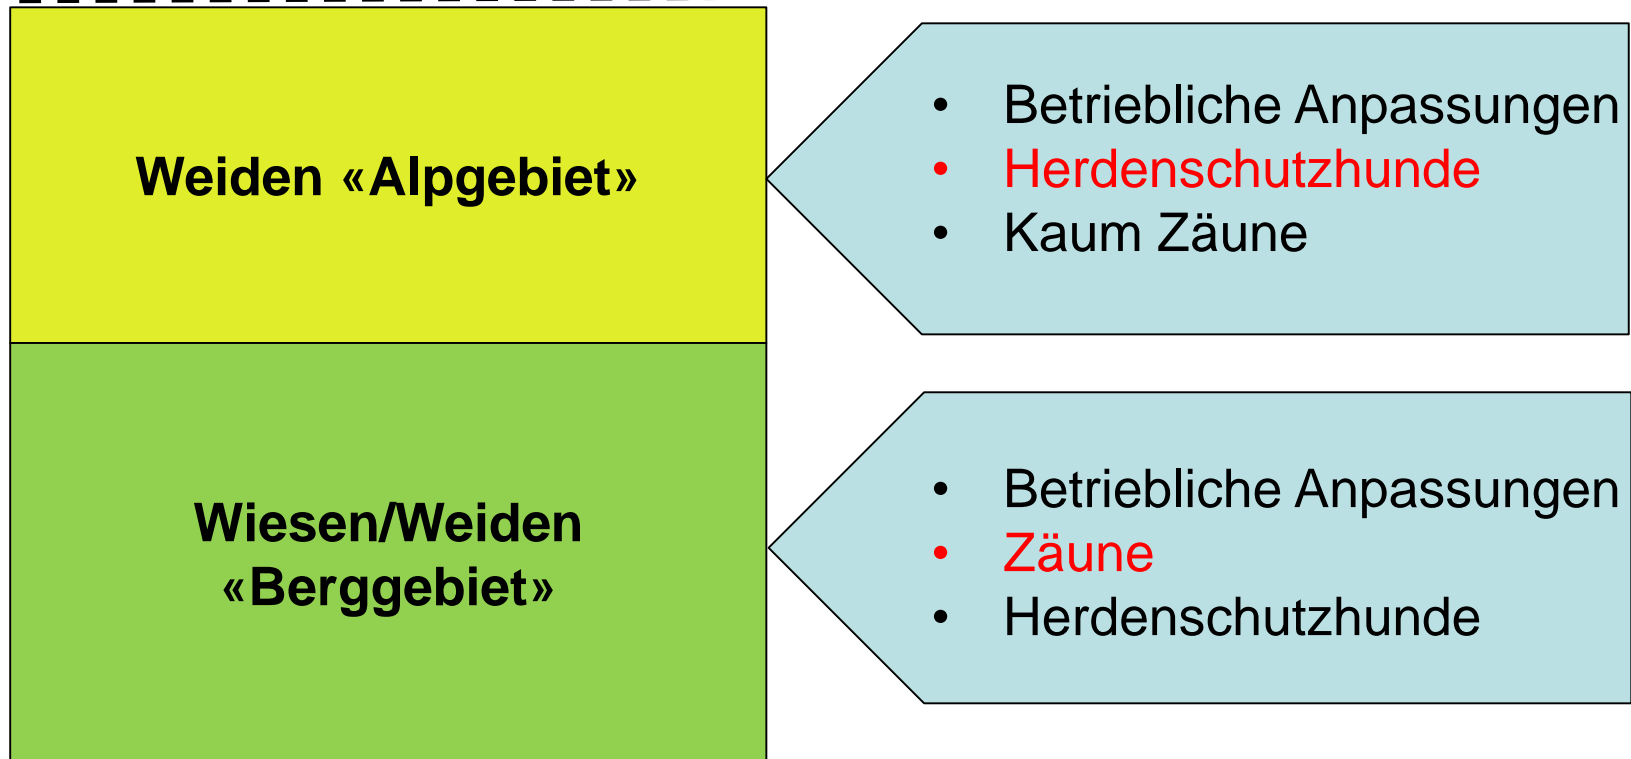 Weiden «Alpgebiet»
• Betriebliche Anpassungen
• Herdenschutzhunde
• Kaum Zäune
Wiesen/Weiden
«Berggebiet»
• Betriebliche Anpassungen
• Zäune
• Herdenschutzhunde